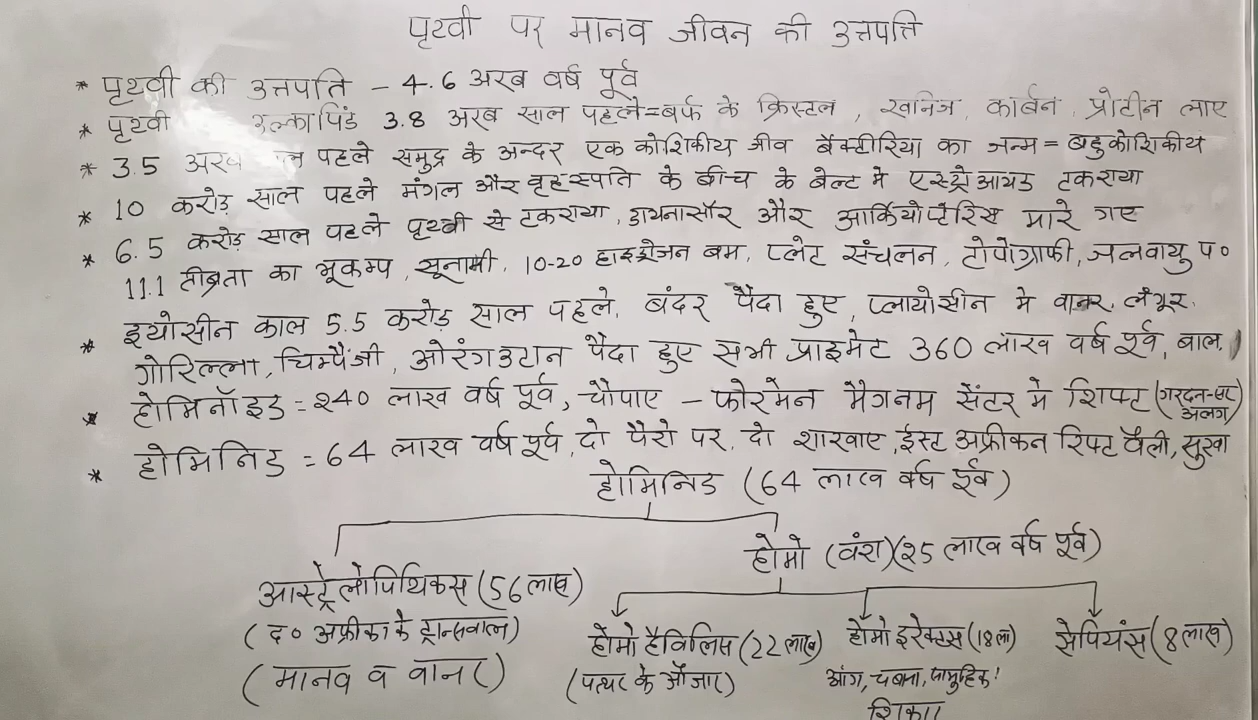 पृथ्वी पर मानव जीवन की उत्तपत्ति
* पृथ्वी की उत्तपति - 4.6 अरब वर्ष पूर्व
* पृथ्वी उल्कापिंड 3.8 अरब साल पहले=बर्फ के क्रिस्टल, खनिज, कार्बन, प्रोटीन लाए
* 3.5 अरब पहले समुद्र के अन्दर एक कोशिकीय जीव बैक्टीरिया का जन्म = बहुकोशिकीय
* 10 करोड़ साल पहले मंगल और वृहस्पति के बीच के बेल्ट मे एस्ट्रोआयड टकराया
* 6.5 करोड़ साल पहले पृथ्वी से टकराया, डायनासॉर और आर्कियोप्टेरिस मारे गए
11.1 तीब्रता का भूकम्प, सूनामी, 10-20 हाइड्रोजन बम, प्लेट संचलन, टोपोग्राफी, जलवायु प०
* इयोसीन काल 5.5 करोड़ साल पहले, बंदर पैदा हुए, प्लायोसीन मे वानर, लंगूर,
गोरिल्ला, चिम्पैंजी, ओरंगउटान पैदा हुए सभी प्राइमेट 360 लाख वर्ष पूर्व, बाल,
* होमिनॉइड = 240 लाख वर्ष पूर्व, चौपाए - फोरमेन मैगनम सेंटर मे शिफ्ट (गरदन-धर अलग)
* होमिनिड = 64 लाख वर्ष पूर्व, दो पैरो पर, दो शाखाए, ईस्ट अफ्रीकन रिफ्ट वैली, सुखा
होमिनिड (64 लाख वर्ष पूर्व)
होमो (वंश)(25 लाख वर्ष पूर्व)
आस्ट्रेलोपिथिकस (56 लाख)
(द० अफ्रीका के ट्रान्सवाल)
(मानव व वानर)
होमो हैविलिस (22 लाख)
(पत्थर के औजार)
होमो इरेक्टस (18 ला)
आग, चबाना, सामुहिक
शिकार
सेपियंस (8 लाख)